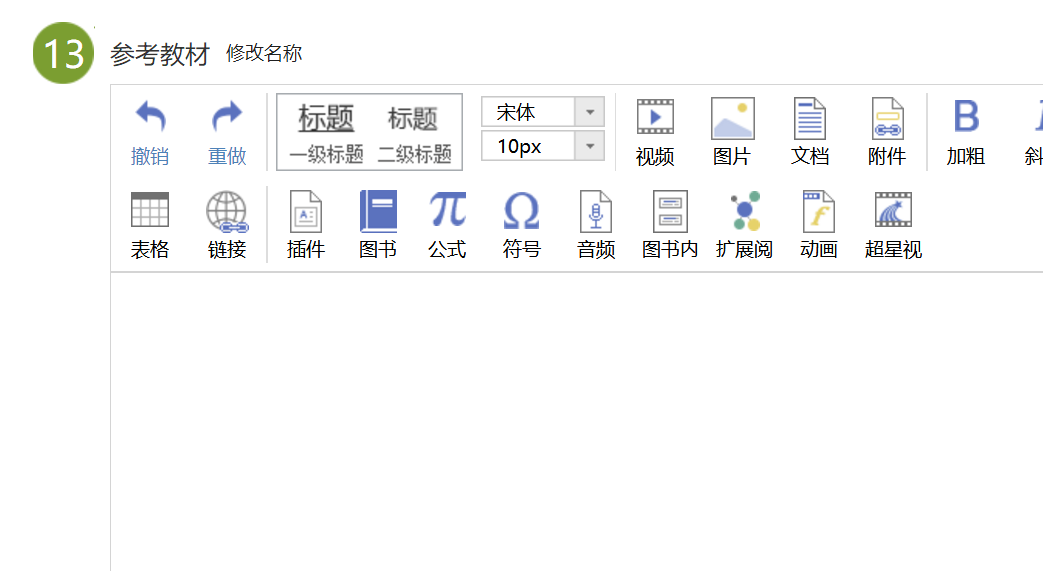 13 参考教材 修改名称
标题 标题 宋体
撤销 重做 一级标题 二级标题 10px 视频 图片 文档 附件 加粗
表格 链接 插件 图书 公式 符号 音频 图书内 扩展阅 动画 超星视